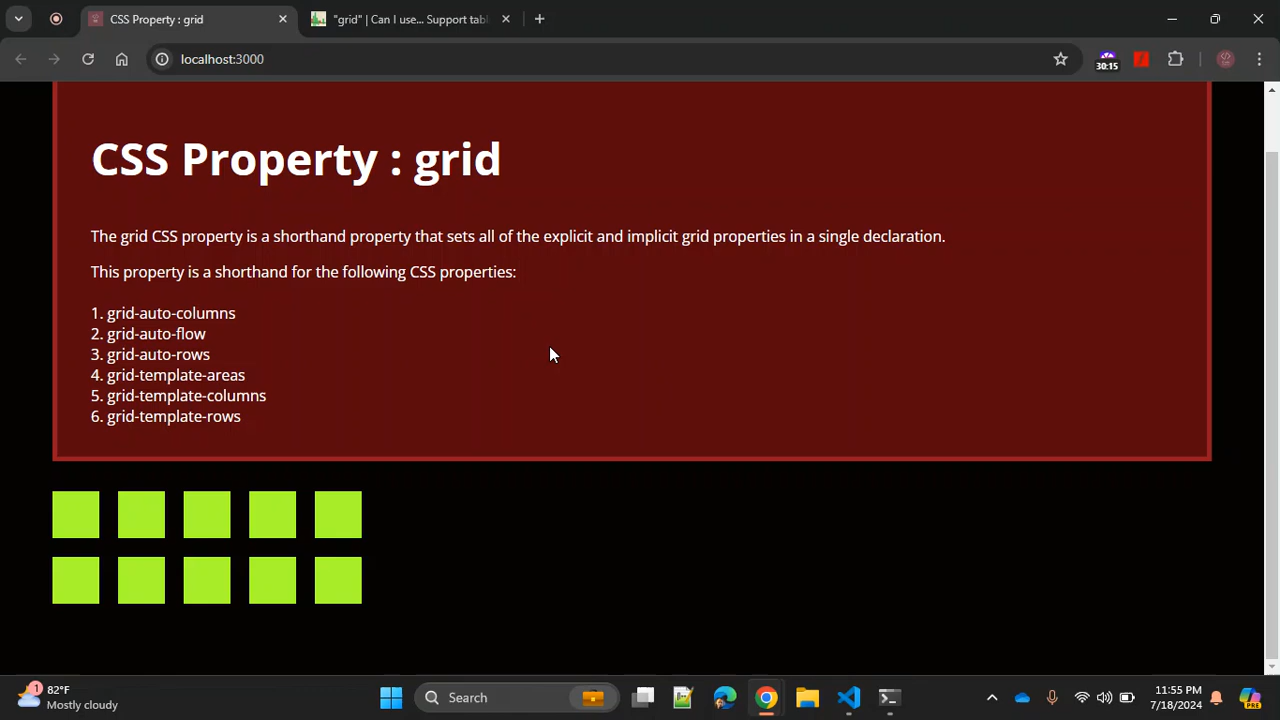 CSS Property : grid
"grid" | Can I use... Support tabl
localhost:3000
30:15
CSS Property : grid
The grid CSS property is a shorthand property that sets all of the explicit and implicit grid properties in a single declaration.
This property is a shorthand for the following CSS properties:
1. grid-auto-columns
2. grid-auto-flow
3. grid-auto-rows
4. grid-template-areas
5. grid-template-columns
6. grid-template-rows
1
82°F
Mostly cloudy
Search
11:55 PM
7/18/2024
PRE